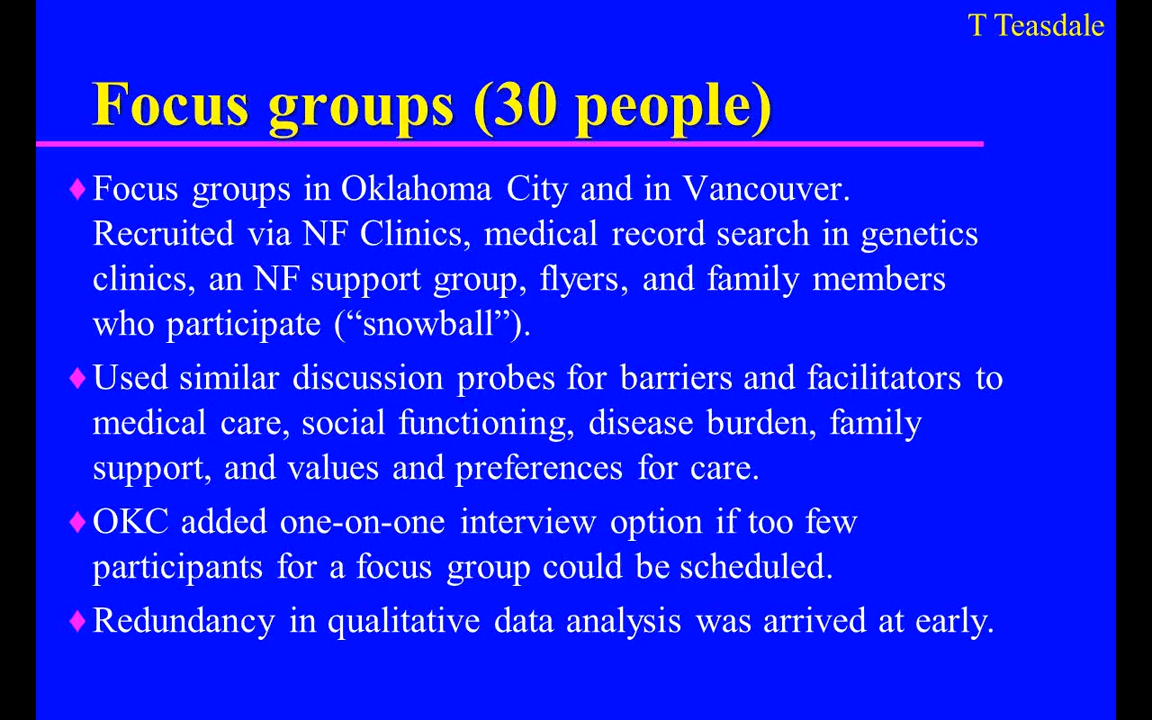 T Teasdale
Focus groups (30 people)
♦Focus groups in Oklahoma City and in Vancouver.
Recruited via NF Clinics, medical record search in genetics
clinics, an NF support group, flyers, and family members
who participate (“snowball”).
♦Used similar discussion probes for barriers and facilitators to
medical care, social functioning, disease burden, family
support, and values and preferences for care.
♦OKC added one-on-one interview option if too few
participants for a focus group could be scheduled.
♦Redundancy in qualitative data analysis was arrived at early.